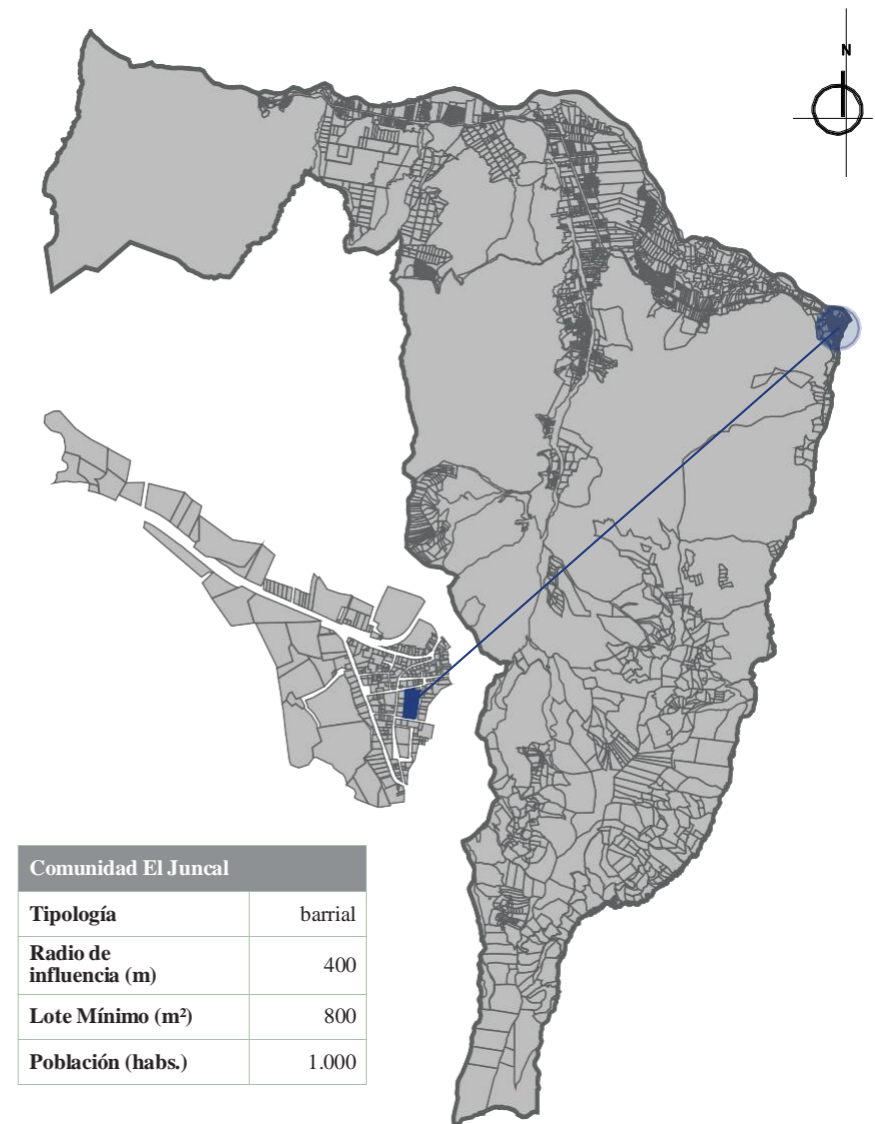 N
Comunidad El Juncal
Tipología barrial
Radio de
influencia (m) 400
Lote Mínimo (m²) 800
Población (habs.) 1.000